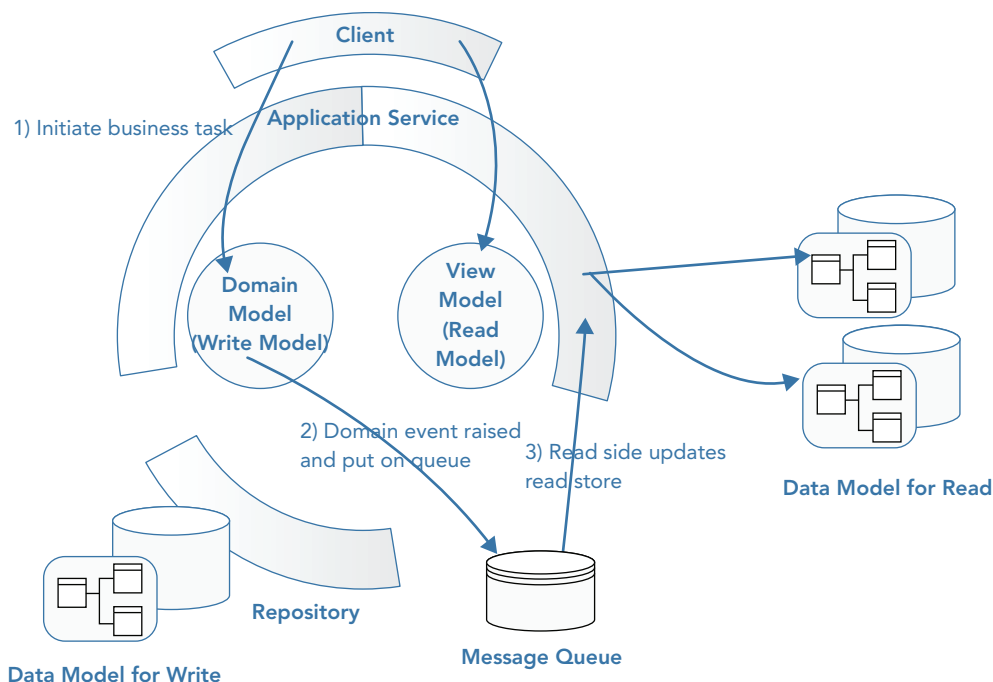 Client
Application Service
1) Initiate business task
Domain
Model
(Write Model)
View
Model
(Read
Model)
2) Domain event raised
and put on queue
3) Read side updates
read store
Data Model for Read
Repository
Message Queue
Data Model for Write